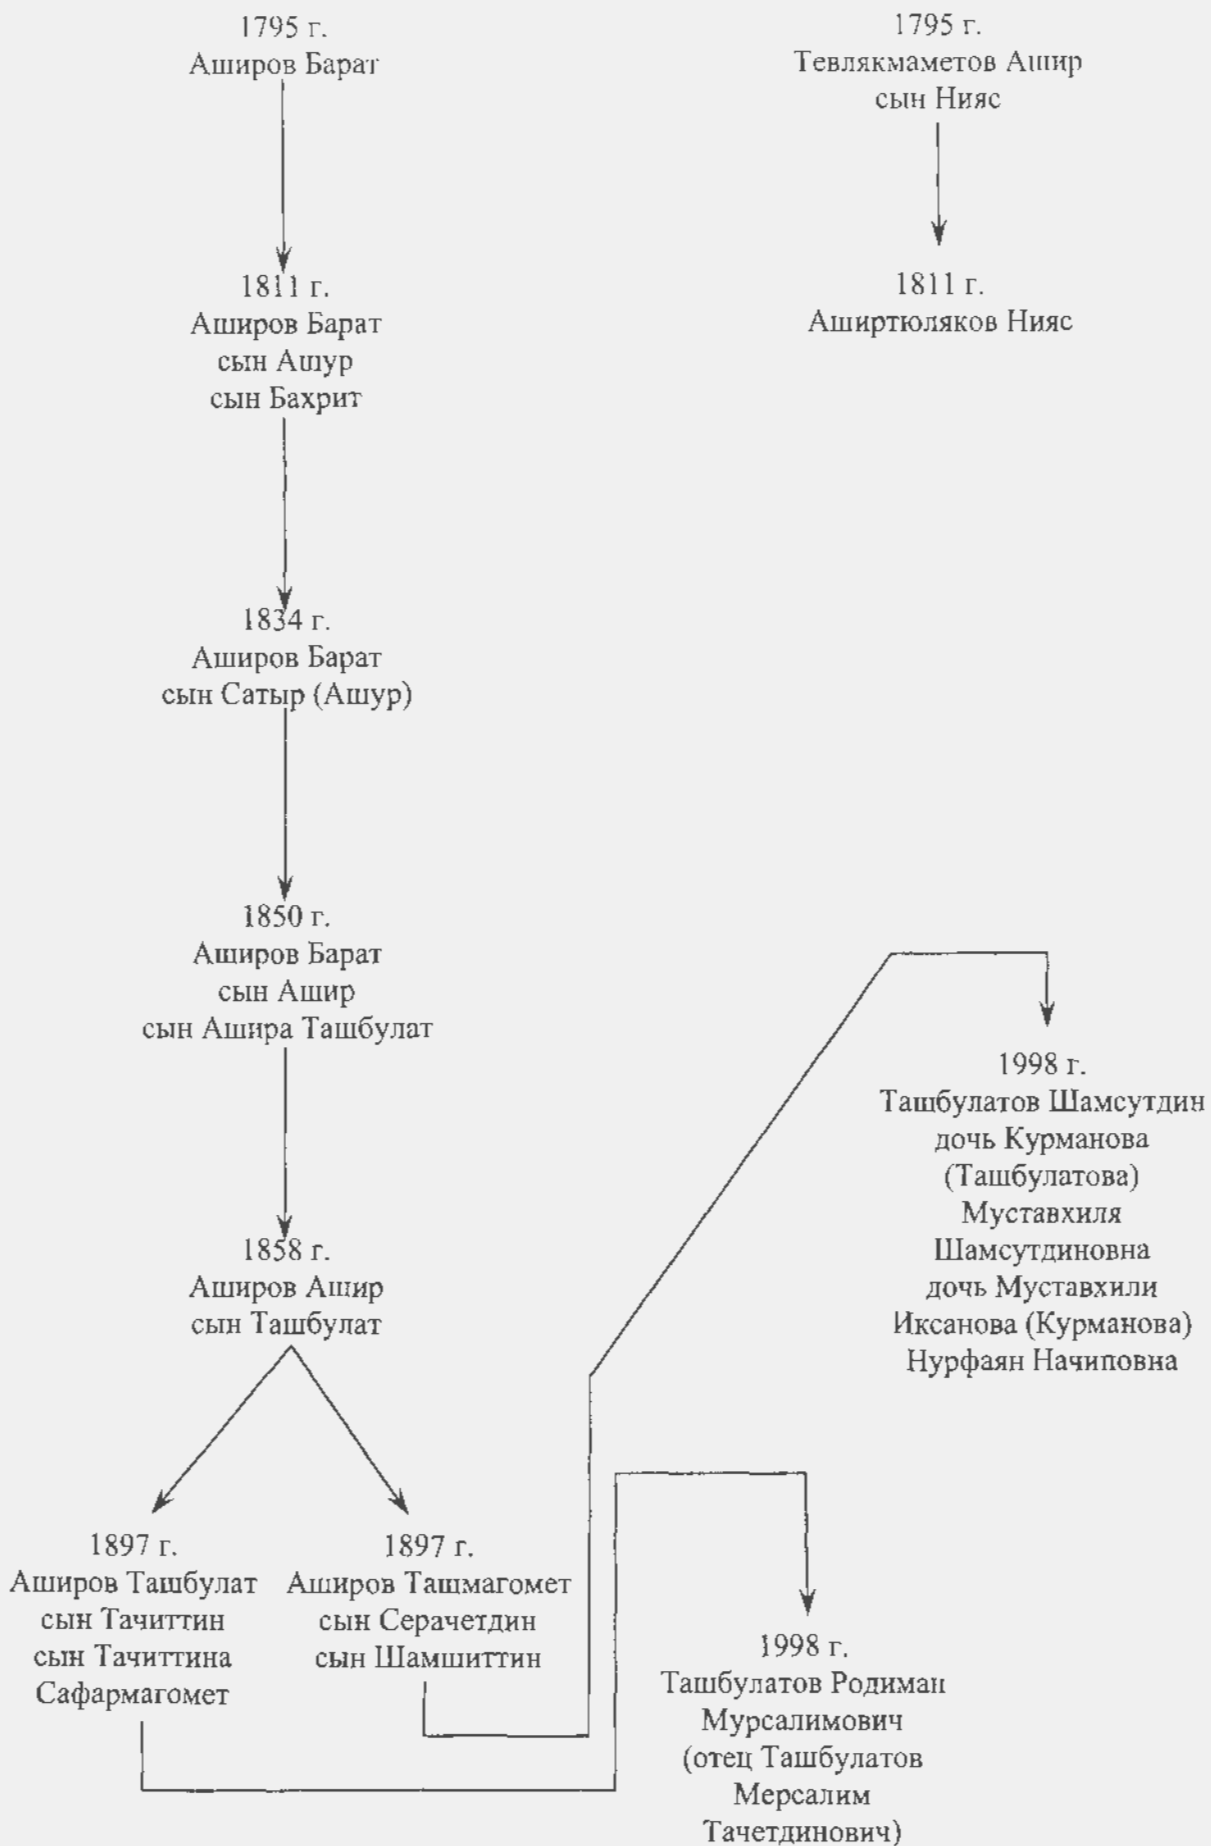 1795 г.
Аширов Барат
1811 г.
Аширов Барат
сын Ашур
сын Бахрит
1834 г.
Аширов Барат
сын Сатыр (Ашур)
1850 г.
Аширов Барат
сын Ашир
сын Ашира Ташбулат
1858 г.
Аширов Ашир
сын Ташбулат
1897 г.
Аширов Ташбулат
сын Тачиттин
сын Тачиттина
Сафармагомет
1897 г.
Аширов Ташмагомет
сын Серачетдин
сын Шамшиттин
1795 г.
Тевлякмаметов Ашир
сын Нияс
1811 г.
Аширтюляков Нияс
1998 г.
Ташбулатов Шамсутдин
дочь Курманова
(Ташбулатова)
Муставхиля
Шамсутдиновна
дочь Муставхили
Иксанова (Курманова)
Нурфаян Начиповна
1998 г.
Ташбулатов Родиман
Мурсалимович
(отец Ташбулатов
Мерсалим
Тачетдинович)